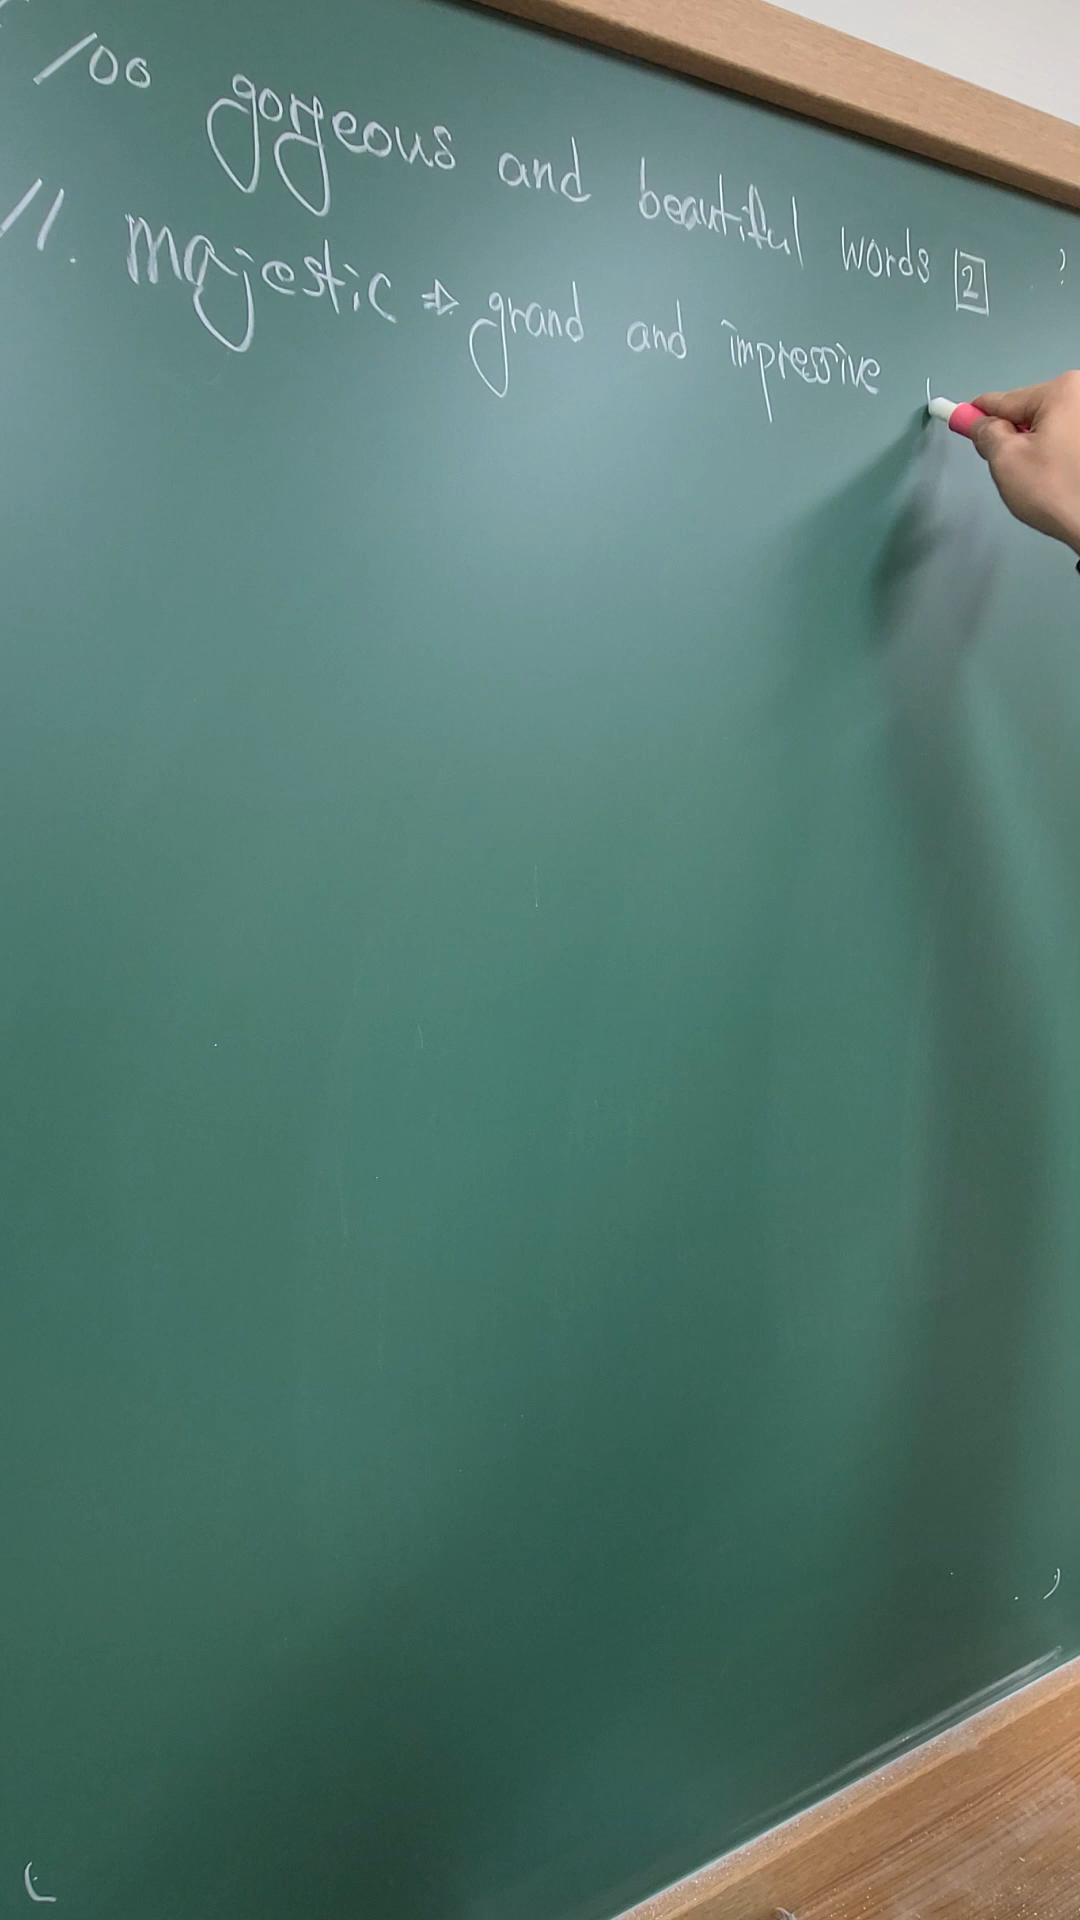 100 gorgeous and beautiful words 2
11. majestic ⇒ grand and impressive